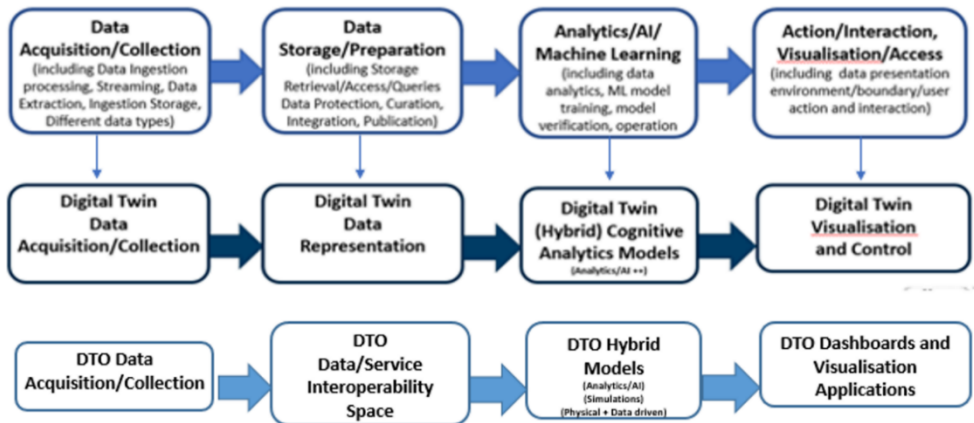 Data
Acquisition/Collection
(including Data Ingestion
processing, Streaming, Data
Extraction, Ingestion Storage,
Different data types)
Data
Storage/Preparation
(including Storage
Retrieval/Access/Queries
Data Protection, Curation,
Integration, Publication)
Analytics/AI/
Machine Learning
(including data
analytics, ML model
training, model
verification, operation
Action/Interaction,
Visualisation/Access
(including data presentation
environment/boundary/user
action and interaction)
Digital Twin
Data
Acquisition/Collection
Digital Twin
Data
Representation
Digital Twin
(Hybrid) Cognitive
Analytics Models
(Analytics/AI ++)
Digital Twin
Visualisation
and Control
DTO Data
Acquisition/Collection
DTO
Data/Service
Interoperability
Space
DTO Hybrid
Models
(Analytics/AI)
(Simulations)
(Physical + Data driven)
DTO Dashboards and
Visualisation
Applications